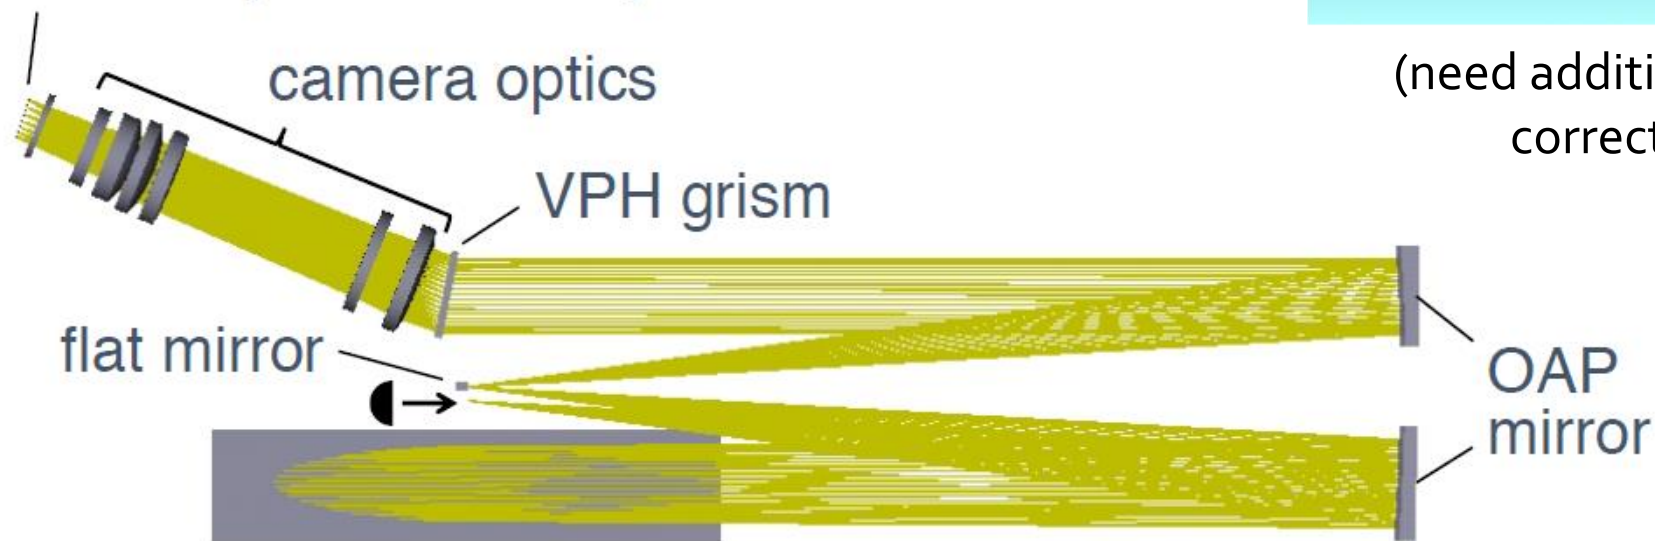 camera optics
(need additi
correct
VPH grism
flat mirror
OAP
mirror